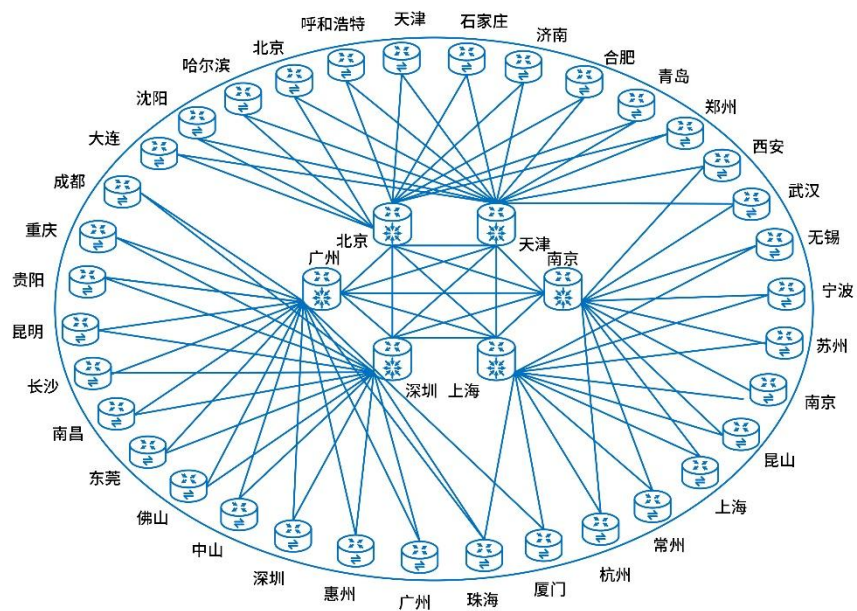 呼和浩特
天津
石家庄
北京
济南
哈尔滨
合肥
沈阳
青岛
大连
郑州
成都
西安
重庆
武汉
贵阳
无锡
昆明
宁波
长沙
苏州
南昌
南京
东莞
昆山
佛山
上海
中山
常州
深圳
杭州
惠州
厦门
广州
珠海
北京
天津
广州
南京
深圳
上海